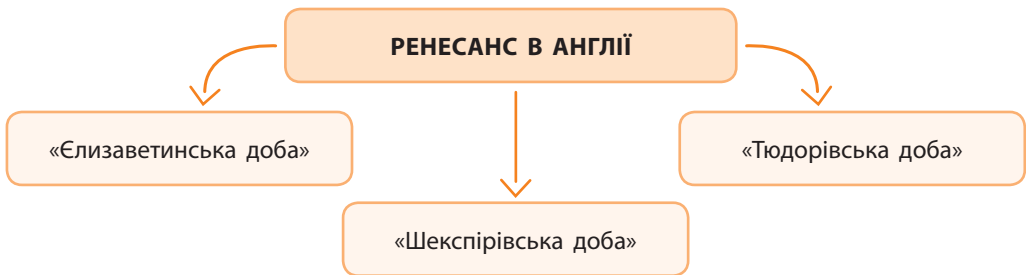 РЕНЕСАНС В АНГЛІЇ
«Єлизаветинська доба»
«Тюдорівська доба»
«Шекспірівська доба»